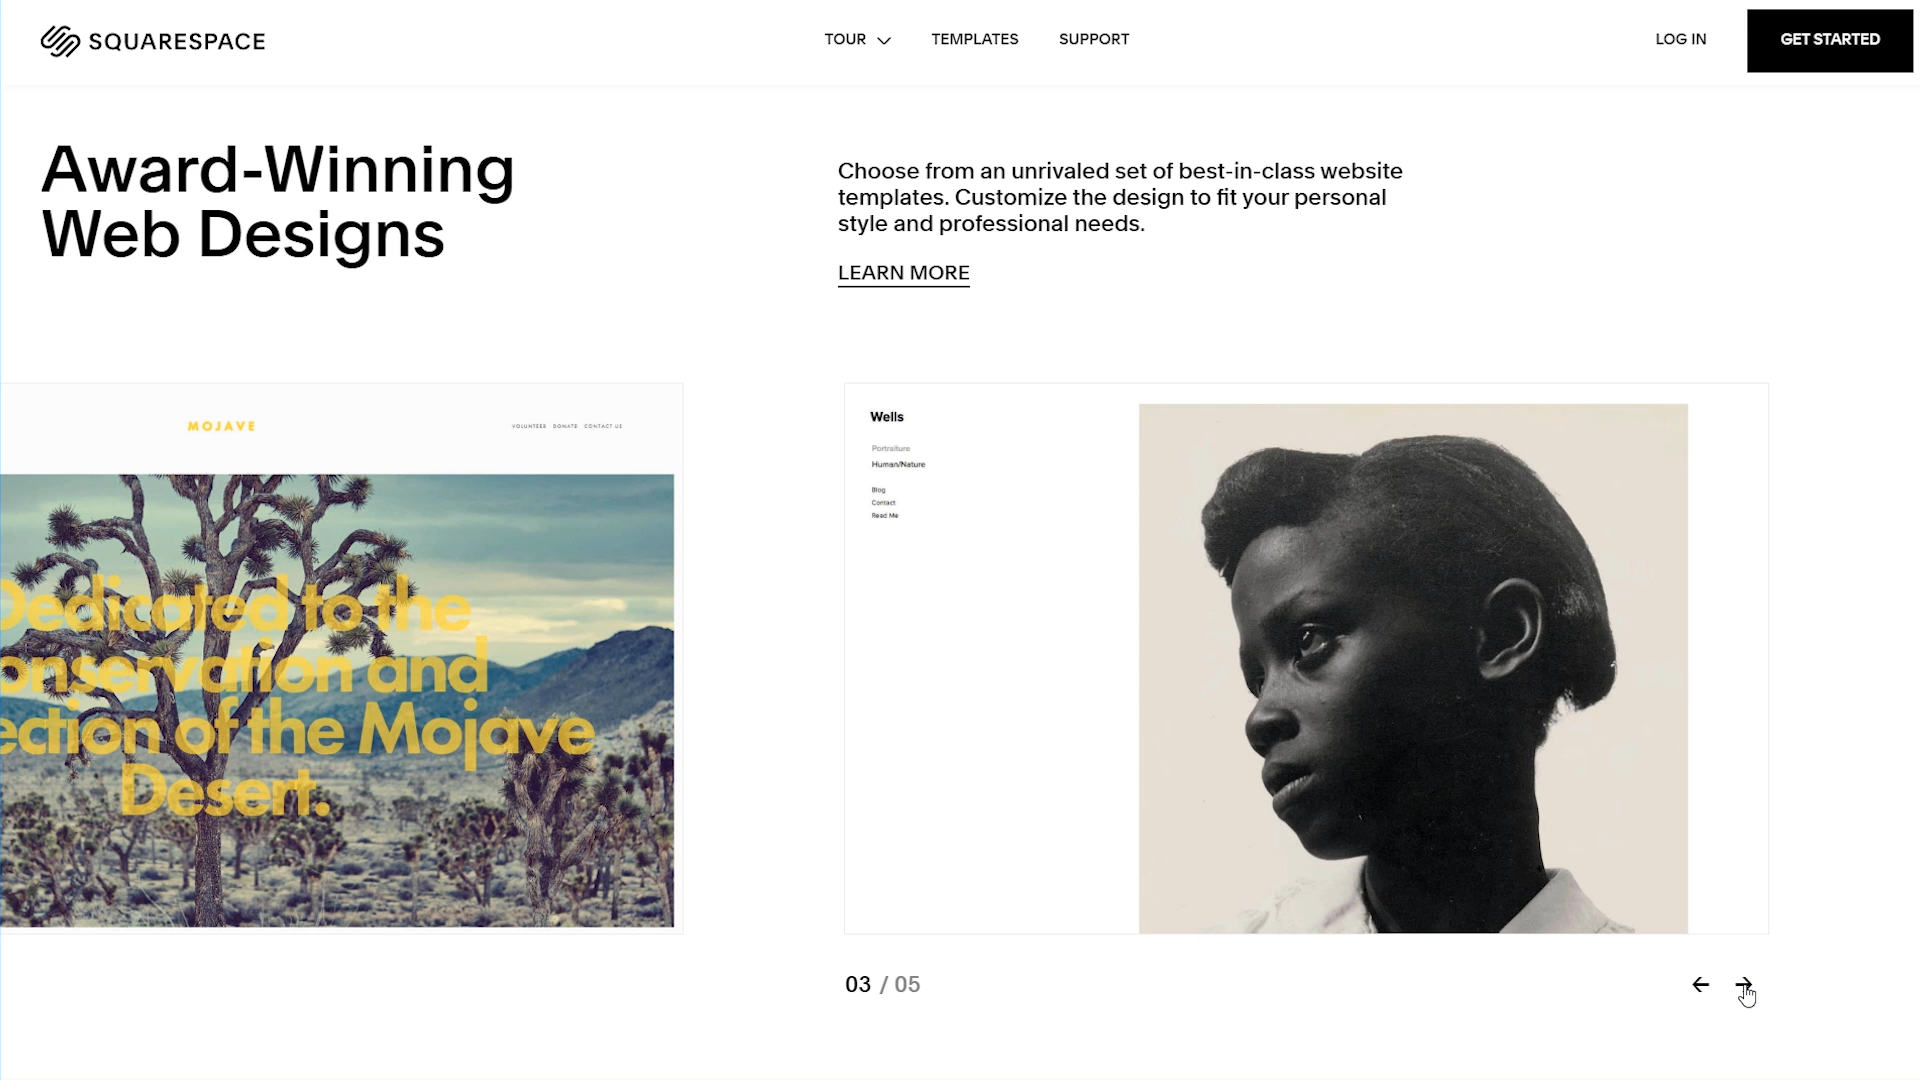 SQUARESPACE
TOUR
TEMPLATES
SUPPORT
LOG IN
GET STARTED
Award-Winning
Web Designs
Choose from an unrivaled set of best-in-class website
templates. Customize the design to fit your personal
style and professional needs.
LEARN MORE
MOJAVE
VOLUNTEER DONATE CONTACT US
Dedicated to the
onservation and
ection of the Mojave
Desert.
Wells
Portraiture
Human/Nature
Blog
Contact
Read Me
03 / 05